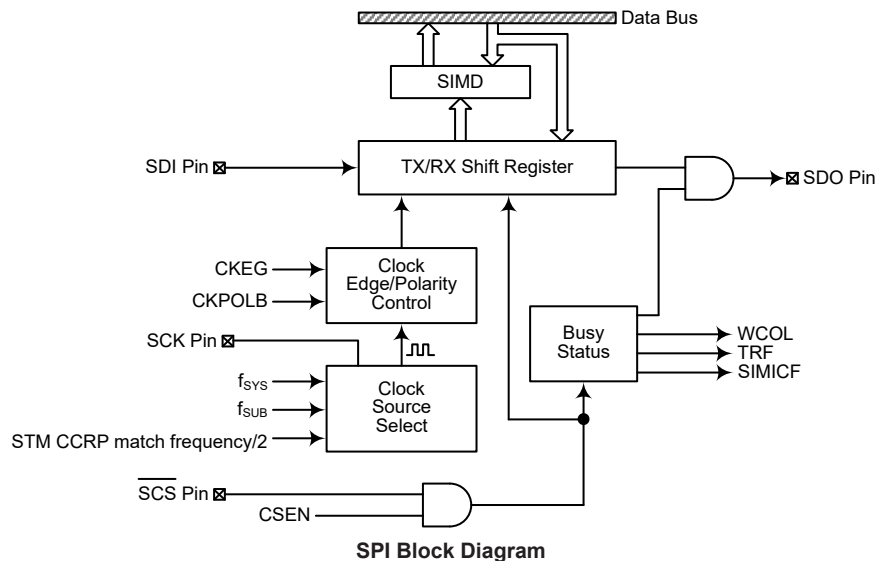 Data Bus
SIMD
SDI Pin
TX/RX Shift Register
SDO Pin
CKEG
CKPOLB
Clock
Edge/Polarity
Control
SCK Pin
Busy
Status
WCOL
TRF
SIMICF
fSYS
fSUB
STM CCRP match frequency/2
Clock
Source
Select
SCS Pin
CSEN
SPI Block Diagram